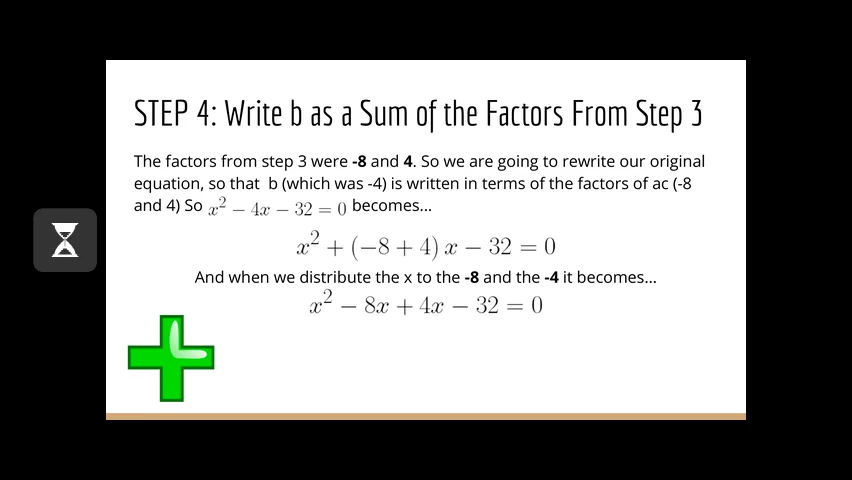 STEP 4: Write b as a Sum of the Factors From Step 3
The factors from step 3 were -8 and 4. So we are going to rewrite our original
equation, so that b (which was -4) is written in terms of the factors of ac (-8
and 4) So x² − 4x − 32 = 0 becomes...
x² + (−8 + 4) x − 32 = 0
And when we distribute the x to the -8 and the -4 it becomes...
x² − 8x + 4x − 32 = 0